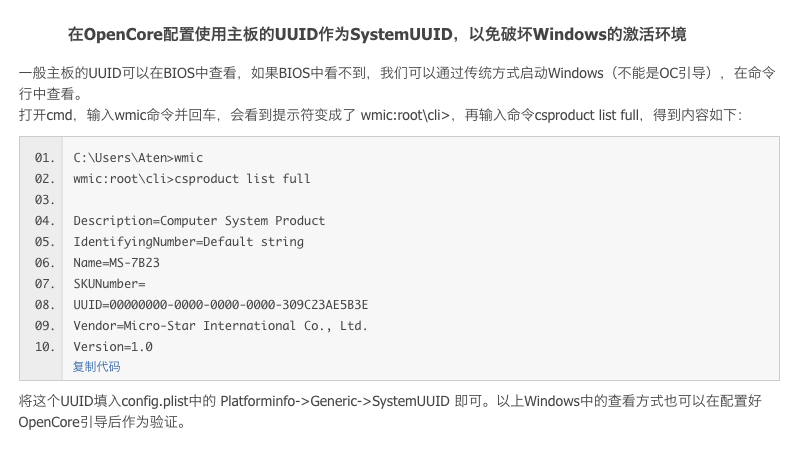 在OpenCore配置使用主板的UUID作为SystemUUID，以免破坏Windows的激活环境
一般主板的UUID可以在BIOS中查看，如果BIOS中看不到，我们可以通过传统方式启动Windows（不能是OC引导），在命令
行中查看。
打开cmd，输入wmic命令并回车，会看到提示符变成了 wmic:root\cli>，再输入命令csproduct list full，得到内容如下：
01. C:\Users\Aten>wmic
02. wmic:root\cli>csproduct list full
03.
04. Description=Computer System Product
05. IdentifyingNumber=Default string
06. Name=MS-7B23
07. SKUNumber=
08. UUID=00000000-0000-0000-0000-309C23AE5B3E
09. Vendor=Micro-Star International Co., Ltd.
10. Version=1.0
复制代码
将这个UUID填入config.plist中的 Platforminfo->Generic->SystemUUID 即可。以上Windows中的查看方式也可以在配置好
OpenCore引导后作为验证。